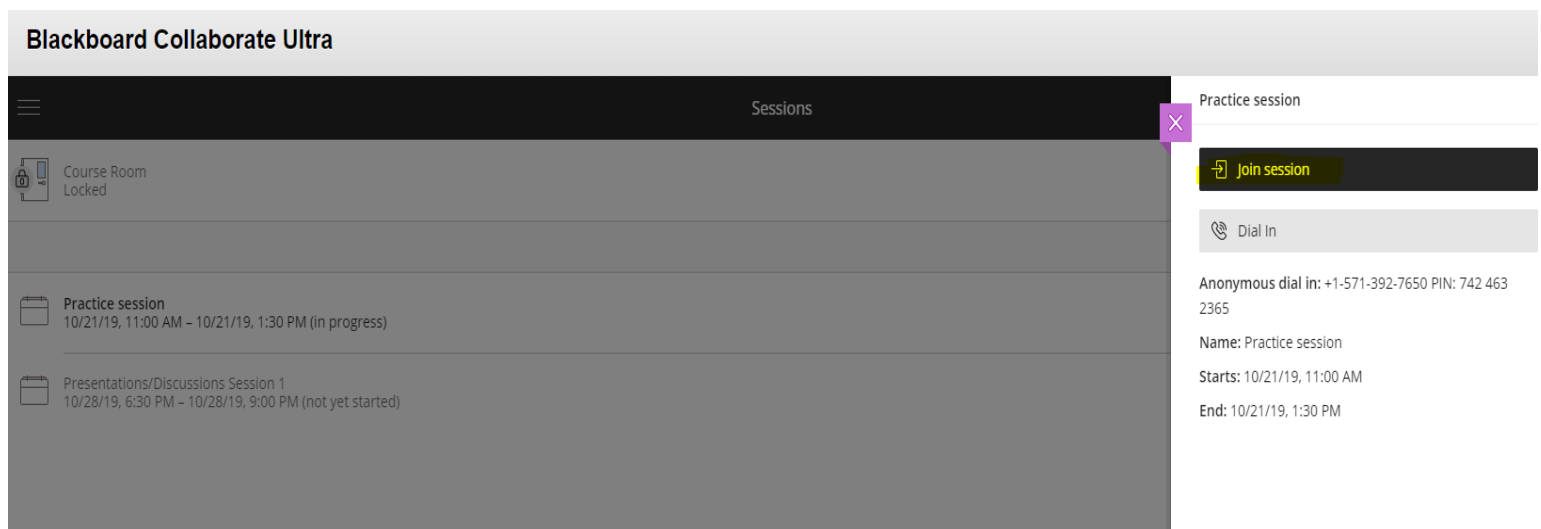 Blackboard Collaborate Ultra
Sessions
Course Room
Locked
Practice session
10/21/19, 11:00 AM – 10/21/19, 1:30 PM (in progress)
Presentations/Discussions Session 1
10/28/19, 6:30 PM – 10/28/19, 9:00 PM (not yet started)
Practice session
Join session
Dial In
Anonymous dial in: +1-571-392-7650 PIN: 742 463
2365
Name: Practice session
Starts: 10/21/19, 11:00 AM
End: 10/21/19, 1:30 PM